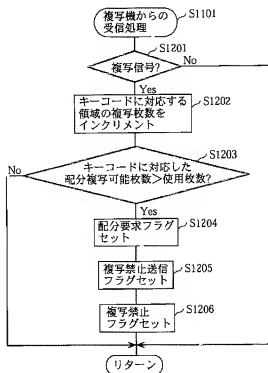 複写機からの
受信処理
S1101
S1201
複写信号?
No
Yes
S1202
キーコードに対応する
領域の複写枚数を
インクリメント
S1203
キーコードに対応した
配分複写可能枚数>使用枚数?
No
Yes
S1204
配分要求フラグ
セット
S1205
複写禁止送信
フラグセット
S1206
複写禁止
フラグセット
リターン